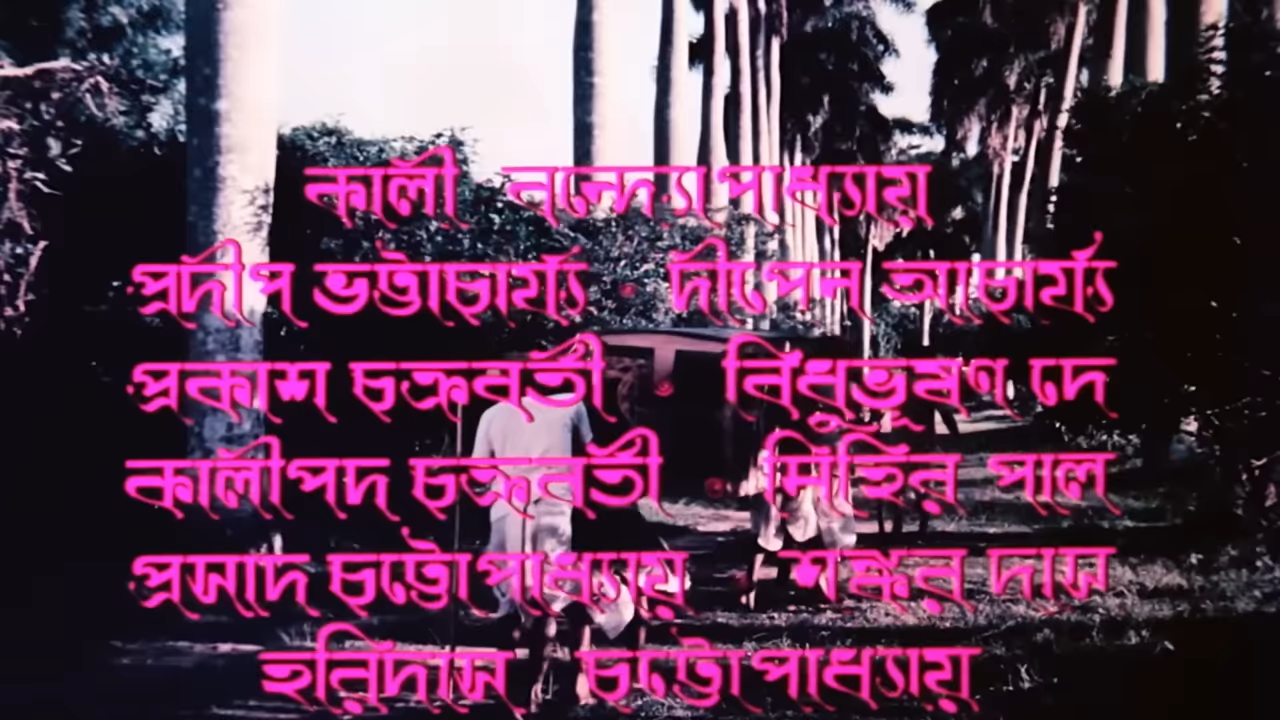 কালী বন্দ্যোপাধ্যায়
প্রদীপ ভট্টাচার্য্য • দীপেন আচার্য্য
প্রকাশ চক্রবর্তী • বিধুভূষণ দে
কালীপদ চক্রবর্তী • মিহির পাল
প্রসাদ চট্টোপাধ্যায় • শঙ্কর দাস
হরিদাস চট্টোপাধ্যায়